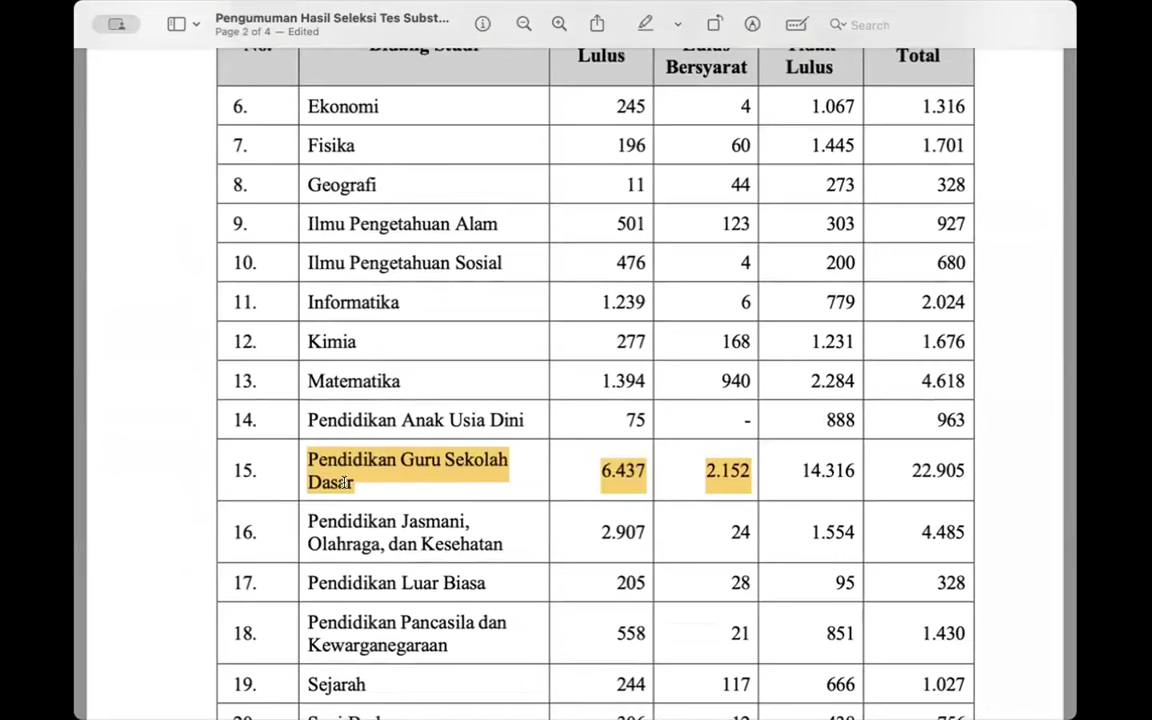 Pengumuman Hasil Seleksi Tes Subst...
Page 2 of 4 — Edited
Search
No. Bidang Studi Lulus Lulus Bersyarat Tidak Lulus Total
6. Ekonomi 245 4 1.067 1.316
7. Fisika 196 60 1.445 1.701
8. Geografi 11 44 273 328
9. Ilmu Pengetahuan Alam 501 123 303 927
10. Ilmu Pengetahuan Sosial 476 4 200 680
11. Informatika 1.239 6 779 2.024
12. Kimia 277 168 1.231 1.676
13. Matematika 1.394 940 2.284 4.618
14. Pendidikan Anak Usia Dini 75 - 888 963
15. Pendidikan Guru Sekolah 6.437 2.152 14.316 22.905
Dasar
16. Pendidikan Jasmani, 2.907 24 1.554 4.485
Olahraga, dan Kesehatan
17. Pendidikan Luar Biasa 205 28 95 328
18. Pendidikan Pancasila dan 558 21 851 1.430
Kewarganegaraan
19. Sejarah 244 117 666 1.027